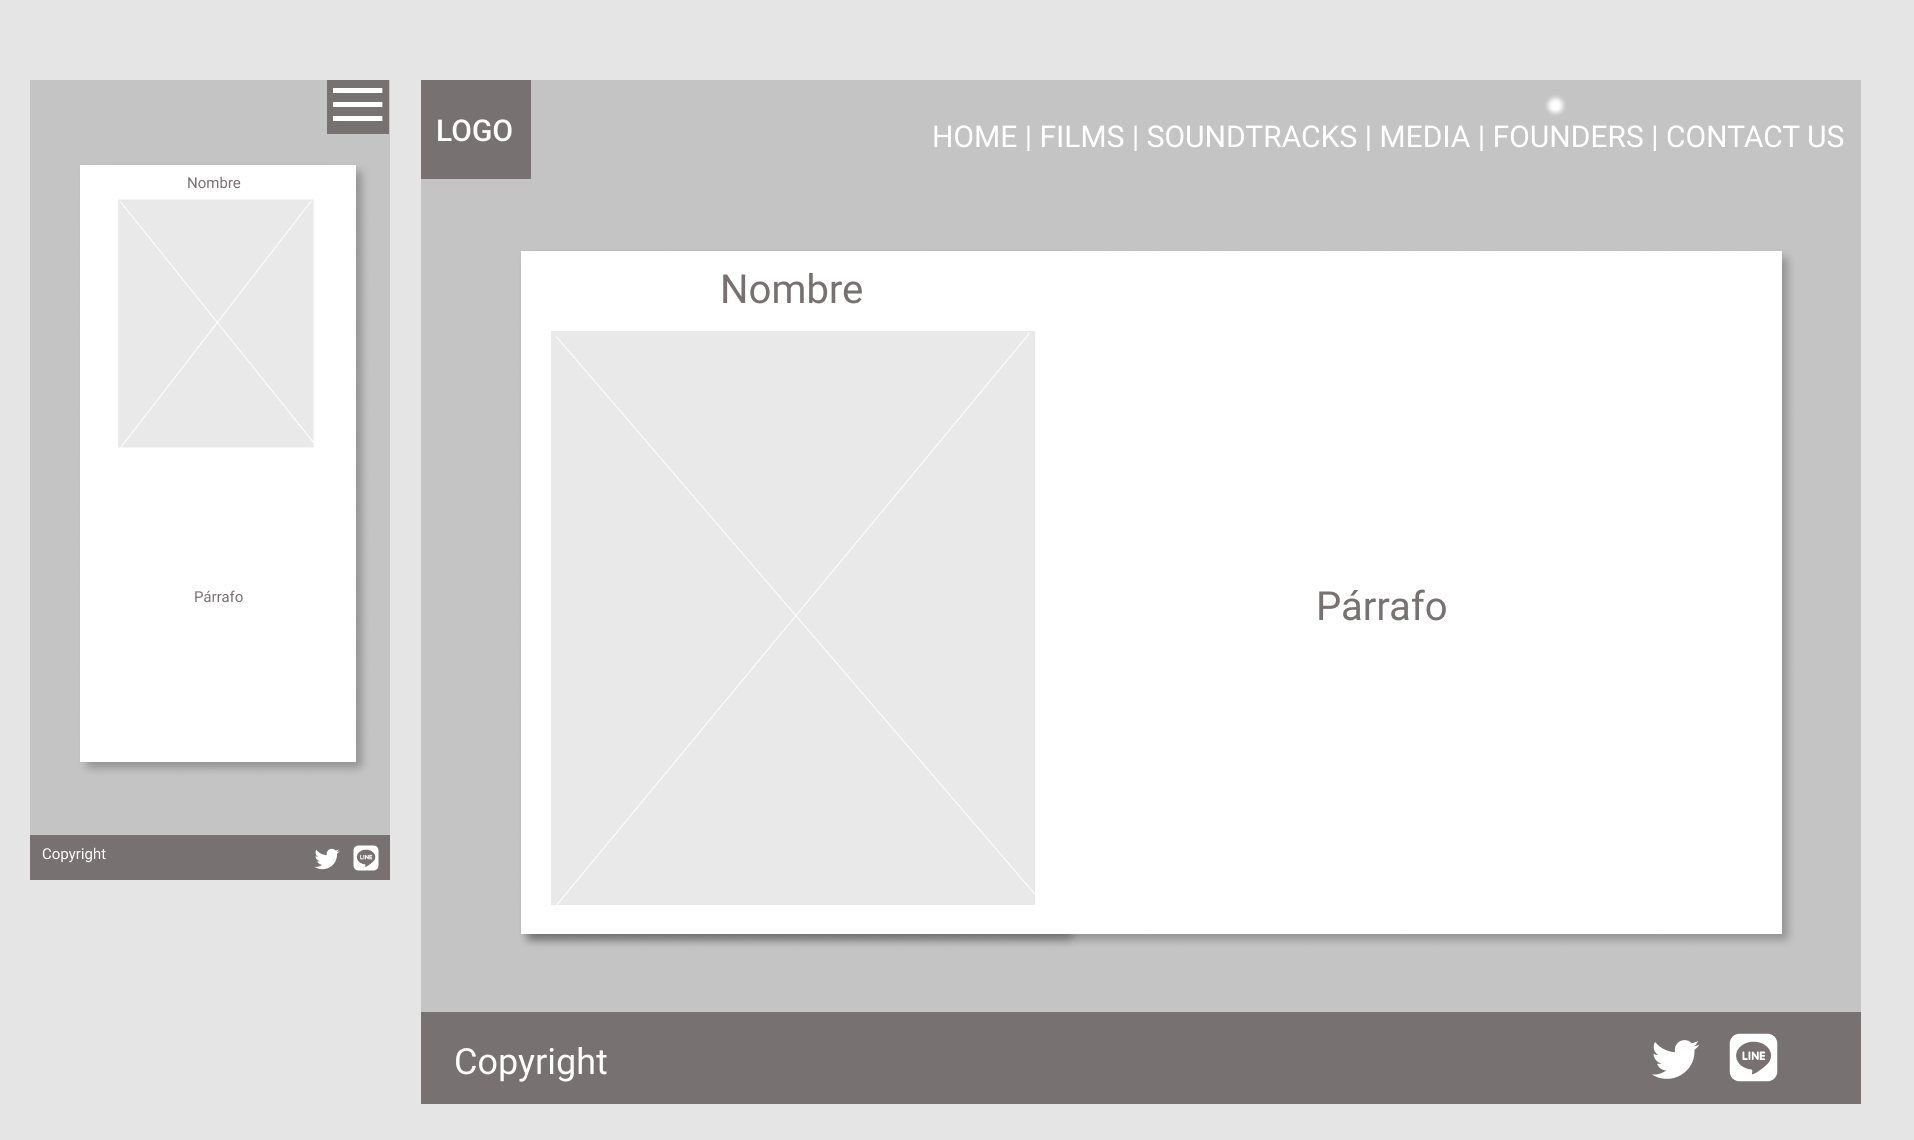 Nombre
Párrafo
Copyright
LINE
LOGO
HOME | FILMS | SOUNDTRACKS | MEDIA | FOUNDERS | CONTACT US
Nombre
Párrafo
Copyright
LINE